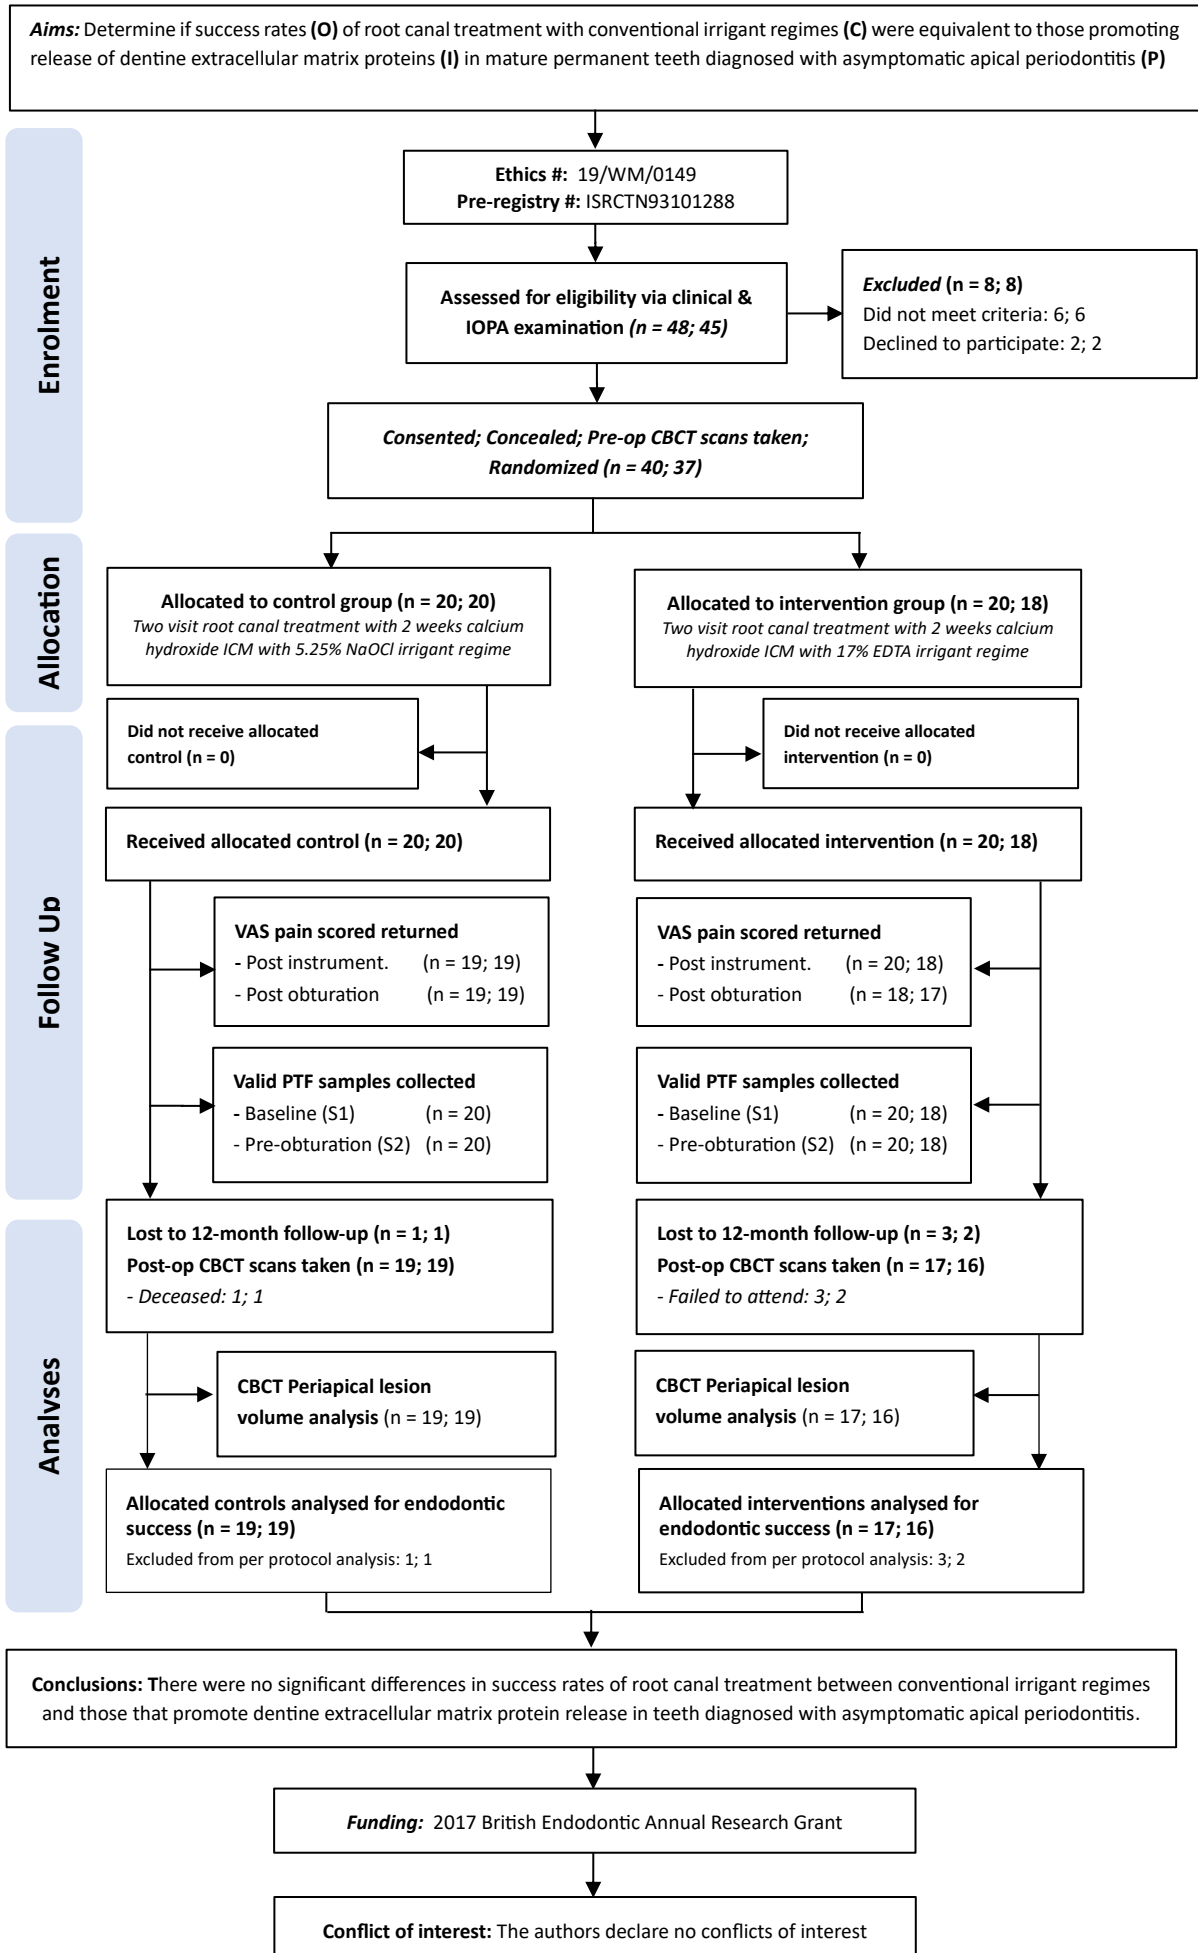 Aims: Determine if success rates (O) of root canal treatment with conventional irrigant regimes (C) were equivalent to those promoting
release of dentine extracellular matrix proteins (I) in mature permanent teeth diagnosed with asymptomatic apical periodontitis (P)
Enrolment
Ethics #: 19/WM/0149
Pre-registry #: ISRCTN93101288
Assessed for eligibility via clinical &
IOPA examination (n = 48; 45)
Excluded (n = 8; 8)
Did not meet criteria: 6; 6
Declined to participate: 2; 2
Consented; Concealed; Pre-op CBCT scans taken;
Randomized (n = 40; 37)
Allocation
Allocated to control group (n = 20; 20)
Two visit root canal treatment with 2 weeks calcium
hydroxide ICM with 5.25% NaOCl irrigant regime
Allocated to intervention group (n = 20; 18)
Two visit root canal treatment with 2 weeks calcium
hydroxide ICM with 17% EDTA irrigant regime
Follow Up
Did not receive allocated
control (n = 0)
Did not receive allocated
intervention (n = 0)
Received allocated control (n = 20; 20)
Received allocated intervention (n = 20; 18)
VAS pain scored returned
- Post instrument. (n = 19; 19)
- Post obturation (n = 19; 19)
VAS pain scored returned
- Post instrument. (n = 20; 18)
- Post obturation (n = 18; 17)
Valid PTF samples collected
- Baseline (S1) (n = 20)
- Pre-obturation (S2) (n = 20)
Valid PTF samples collected
- Baseline (S1) (n = 20; 18)
- Pre-obturation (S2) (n = 20; 18)
Analyses
Lost to 12-month follow-up (n = 1; 1)
Post-op CBCT scans taken (n = 19; 19)
- Deceased: 1; 1
Lost to 12-month follow-up (n = 3; 2)
Post-op CBCT scans taken (n = 17; 16)
- Failed to attend: 3; 2
CBCT Periapical lesion
volume analysis (n = 19; 19)
CBCT Periapical lesion
volume analysis (n = 17; 16)
Allocated controls analysed for endodontic
success (n = 19; 19)
Excluded from per protocol analysis: 1; 1
Allocated interventions analysed for
endodontic success (n = 17; 16)
Excluded from per protocol analysis: 3; 2
Conclusions: There were no significant differences in success rates of root canal treatment between conventional irrigant regimes
and those that promote dentine extracellular matrix protein release in teeth diagnosed with asymptomatic apical periodontitis.
Funding: 2017 British Endodontic Annual Research Grant
Conflict of interest: The authors declare no conflicts of interest